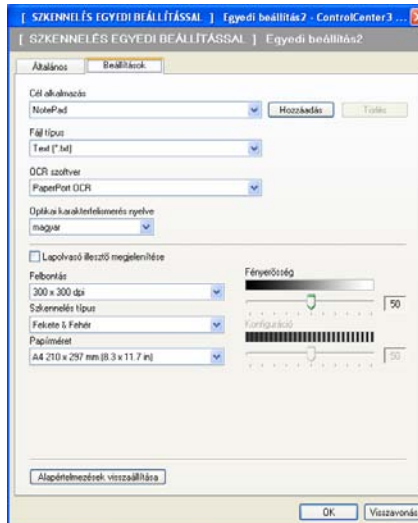 [ SZKENNELÉS EGYEDI BEÁLLÍTÁSSAL ] Egyedi beállítás2 - ControlCenter3 ...
[ SZKENNELÉS EGYEDI BEÁLLÍTÁSSAL ] Egyedi beállítás2
Általános Beállítások
Cél alkalmazás
NotePad Hozzáadás Törlés
Fájl típus
Text (*.txt)
OCR szoftver
PaperPort OCR
Optikai karakterfelismerés nyelve
magyar
Lapolvasó illesztő megjelenítése
Felbontás Fényerősség
300 x 300 dpi
50
Szkennelés típus
Konfiguráció
Fekete & Fehér
Papírméret
A4 210 x 297 mm (8.3 x 11.7 in) 50
Alapértelmezések visszaállítása
OK Visszavonás